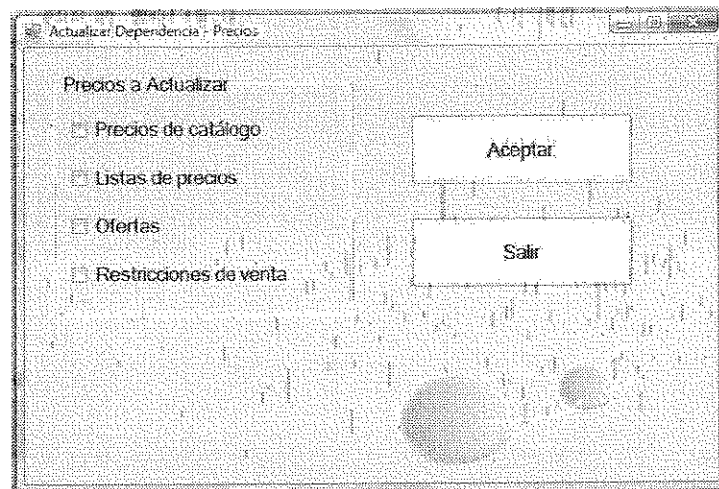 Actualizar Dependencia - Precios
Precios a Actualizar
Precios de catálogo
Listas de precios
Ofertas
Restricciones de venta
Aceptar
Salir